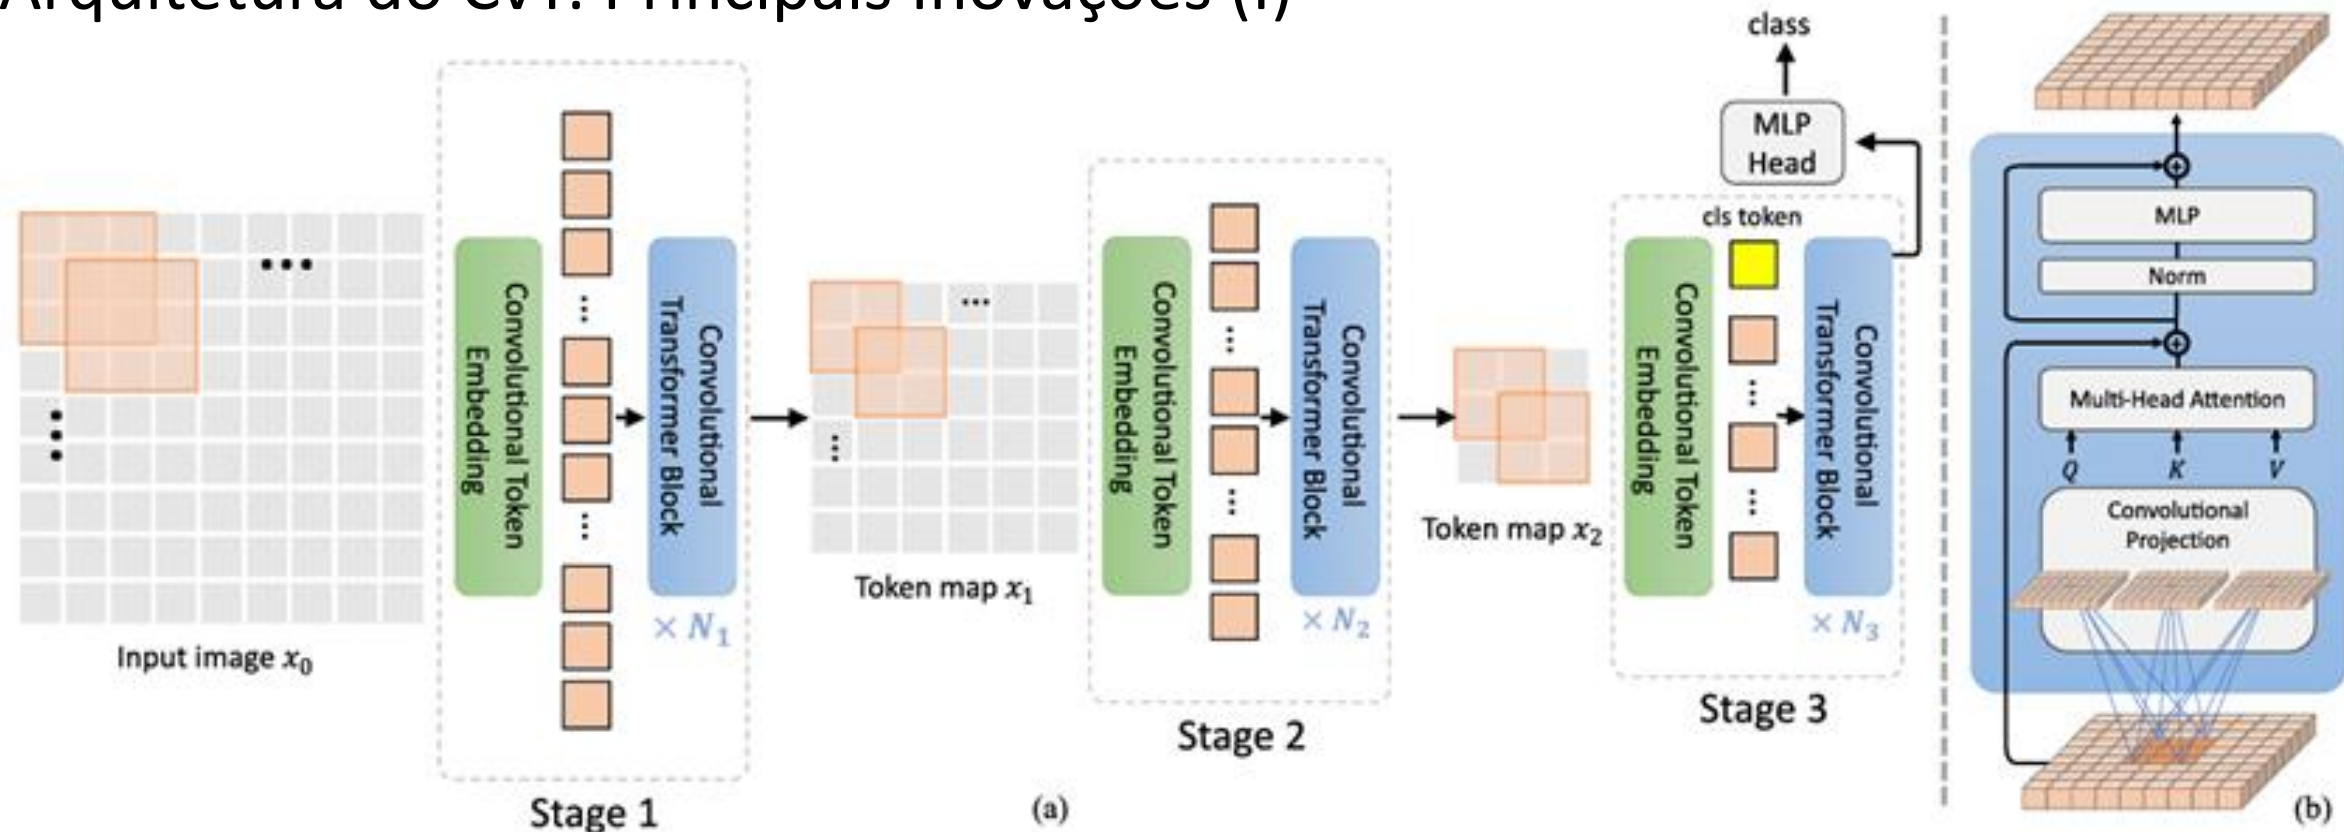 Arquitetura do CvT: Principais Inovações (I)
Input image x₀
Convolutional Token
Embedding
...
...
Convolutional
Transformer Block
× N₁
Stage 1
...
...
Token map x₁
Convolutional Token
Embedding
...
...
Convolutional
Transformer Block
× N₂
Stage 2
Token map x₂
class
MLP
Head
cls token
Convolutional Token
Embedding
...
...
Convolutional
Transformer Block
× N₃
Stage 3
(a)
MLP
Norm
Multi-Head Attention
Q K V
Convolutional
Projection
(b)